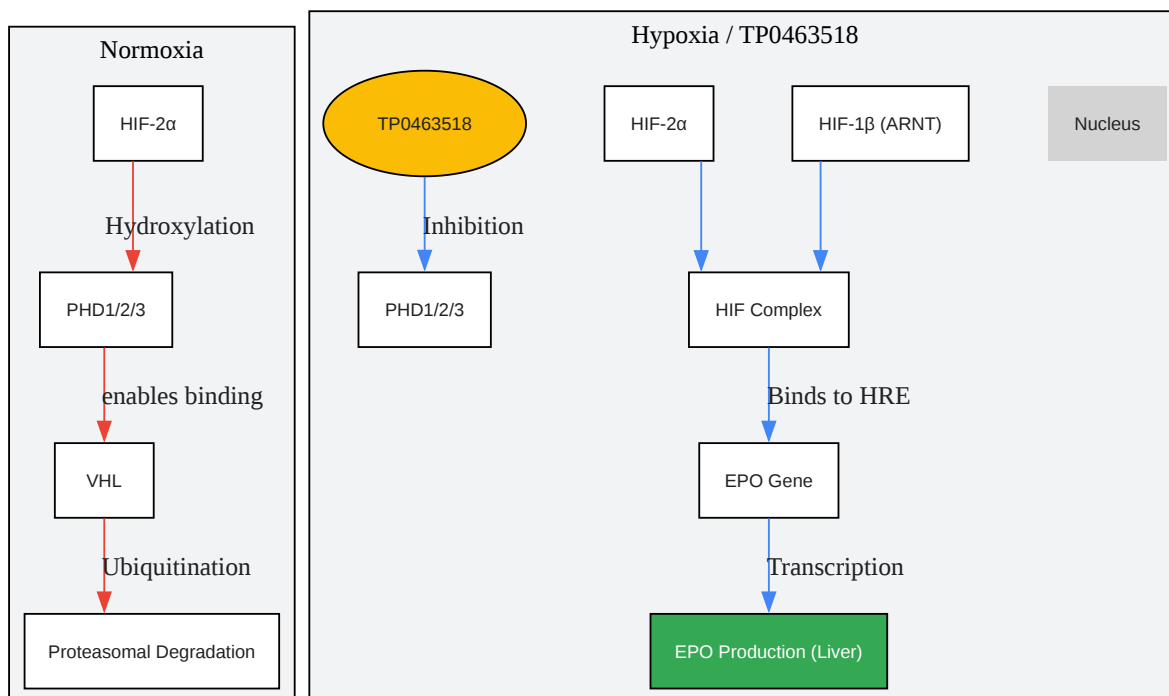 Normoxia
HIF-2α
Hydroxylation
PHD1/2/3
enables binding
VHL
Ubiquitination
Proteasomal Degradation
Hypoxia / TP0463518
TP0463518
Inhibition
PHD1/2/3
HIF-2α
HIF-1β (ARNT)
HIF Complex
Binds to HRE
EPO Gene
Transcription
EPO Production (Liver)
Nucleus